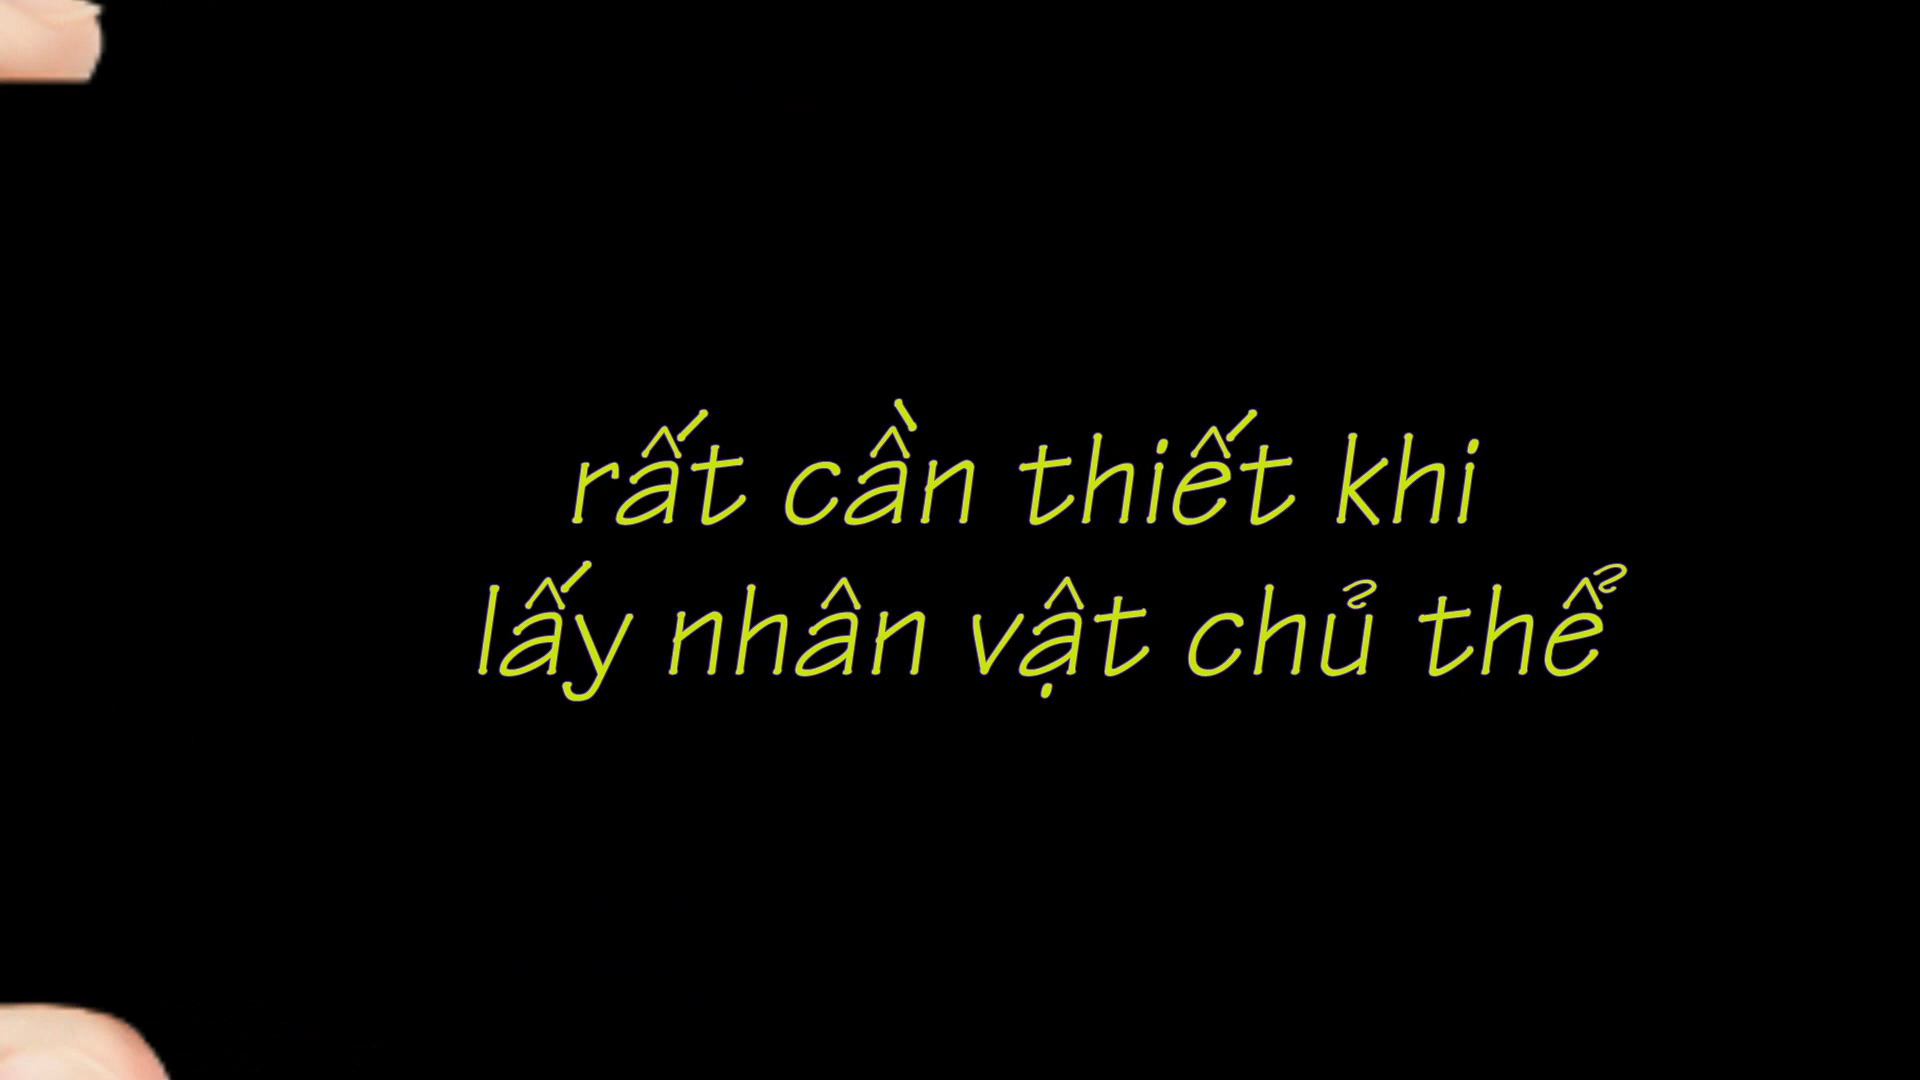 rất cần thiết khi
lấy nhân vật chủ thể